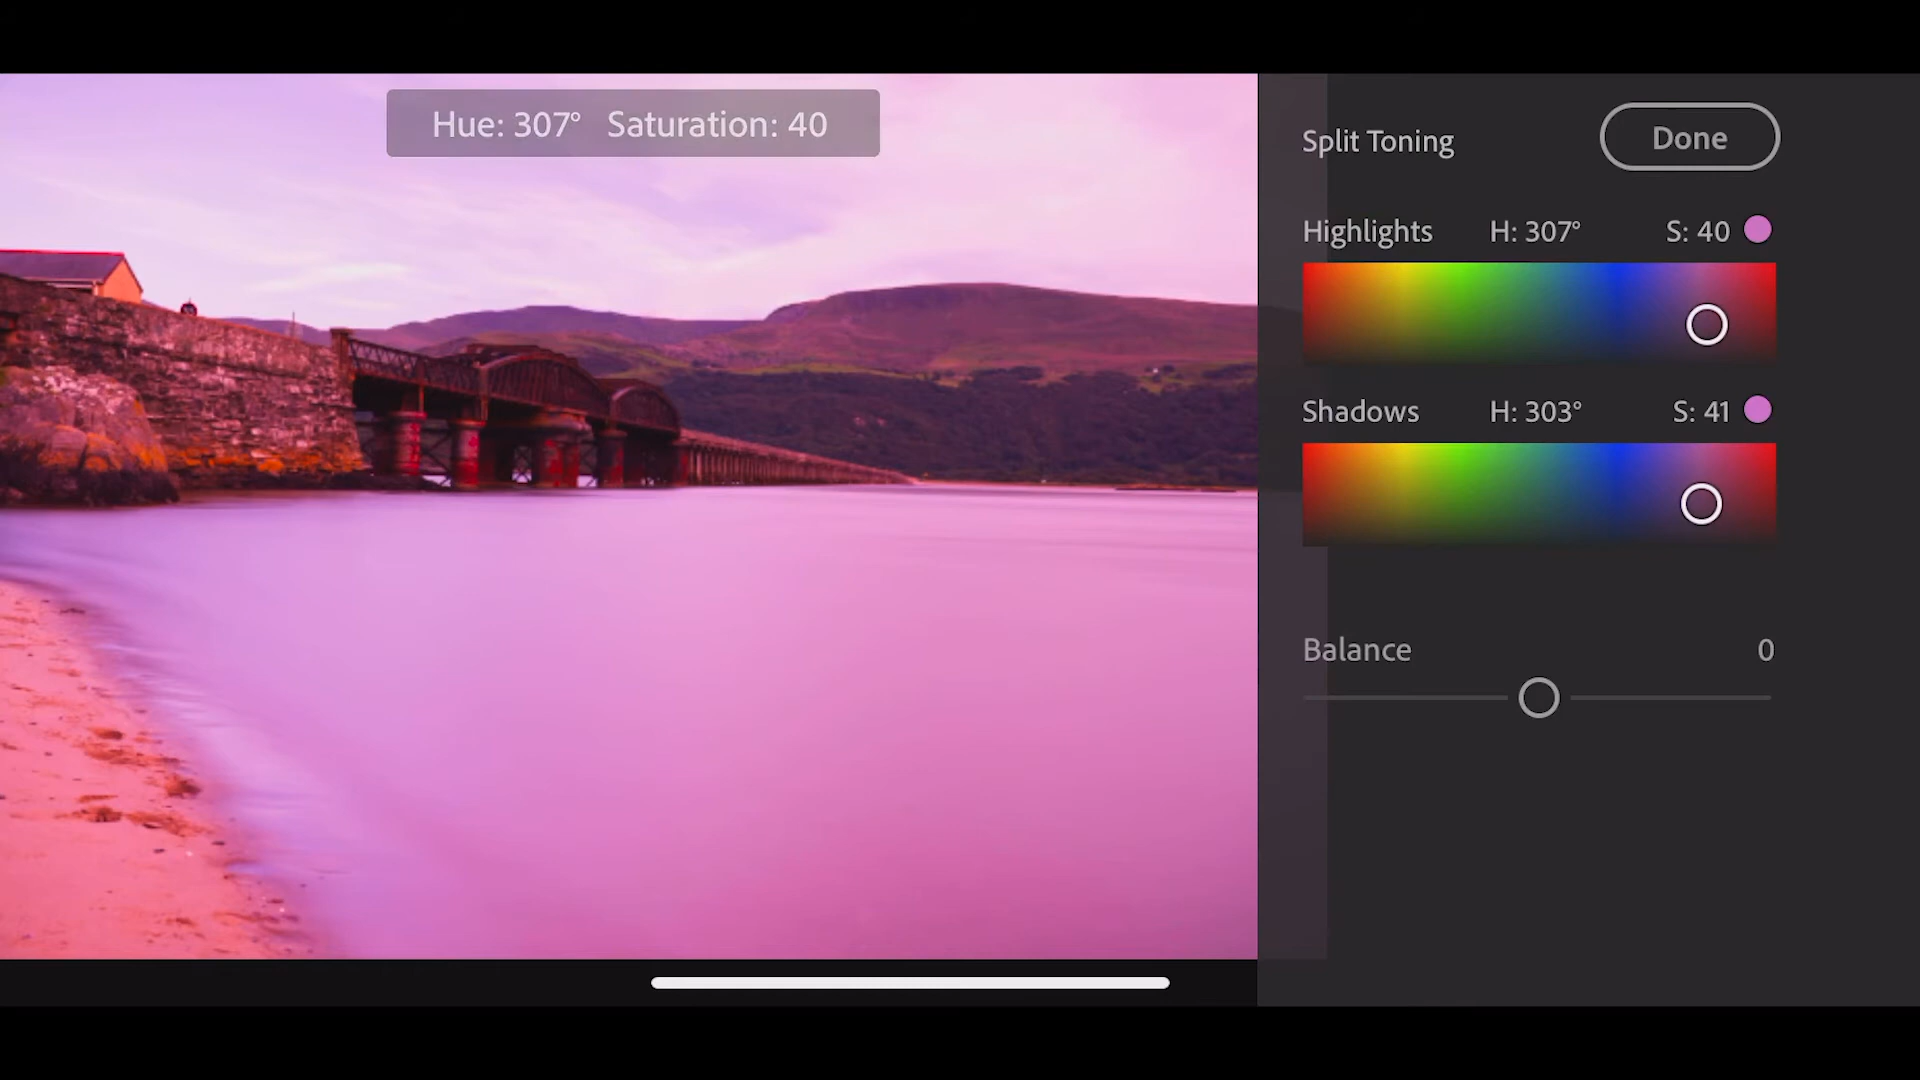 Hue: 307° Saturation: 40
Split Toning
Done
Highlights H: 307° S: 40
Shadows H: 303° S: 41
Balance 0